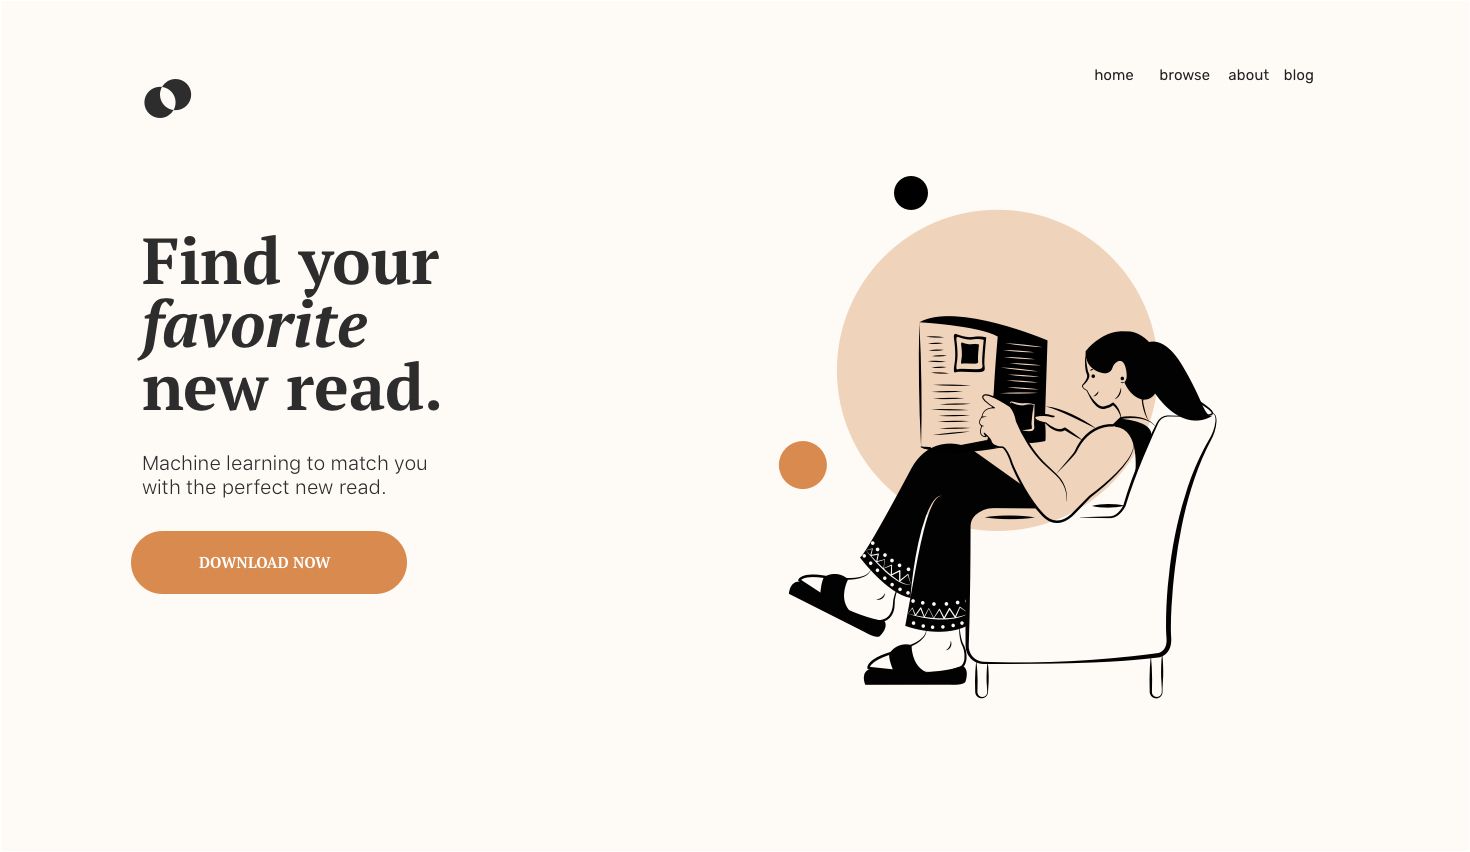 home browse about blog
Find your
favorite
new read.
Machine learning to match you
with the perfect new read.
DOWNLOAD NOW